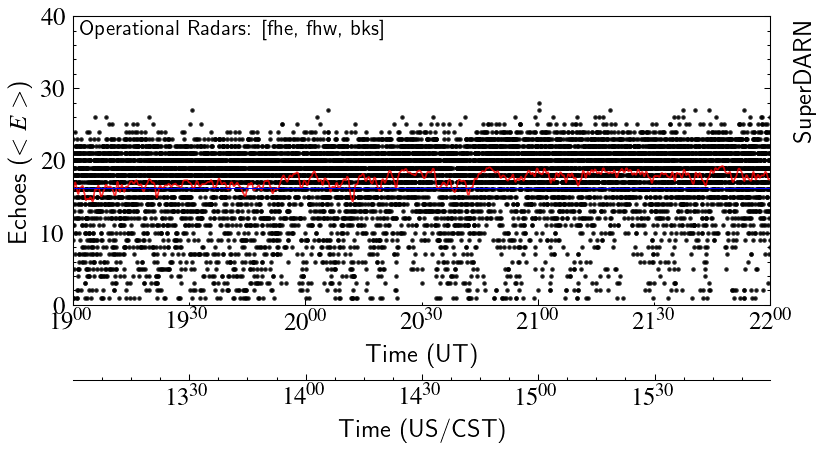 Operational Radars: [fhe, fhw, bks]
SuperDARN
Echoes (< E >)
40
30
20
10
0
19⁰⁰ 19³⁰ 20⁰⁰ 20³⁰ 21⁰⁰ 21³⁰ 22⁰⁰
Time (UT)
13³⁰ 14⁰⁰ 14³⁰ 15⁰⁰ 15³⁰
Time (US/CST)